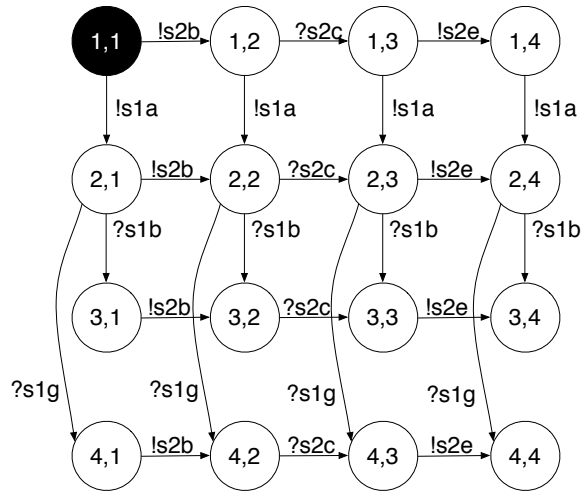 1,1 !s2b 1,2 ?s2c 1,3 !s2e 1,4
!s1a !s1a !s1a !s1a
2,1 !s2b 2,2 ?s2c 2,3 !s2e 2,4
?s1b ?s1b ?s1b ?s1b
3,1 !s2b 3,2 ?s2c 3,3 !s2e 3,4
?s1g ?s1g ?s1g ?s1g
4,1 !s2b 4,2 ?s2c 4,3 !s2e 4,4